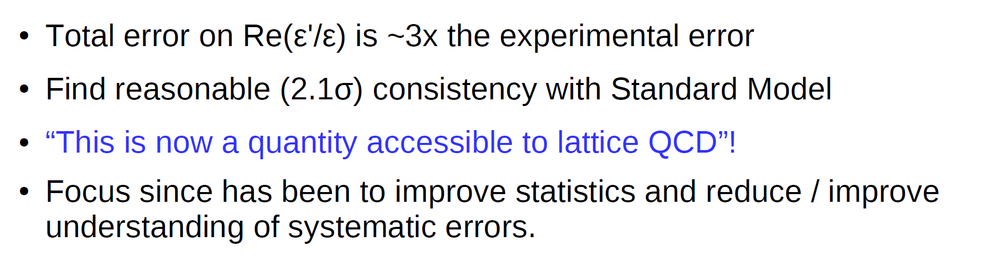 • Total error on Re(ε'/ε) is ~3x the experimental error
• Find reasonable (2.1σ) consistency with Standard Model
• “This is now a quantity accessible to lattice QCD”!
• Focus since has been to improve statistics and reduce / improve
understanding of systematic errors.